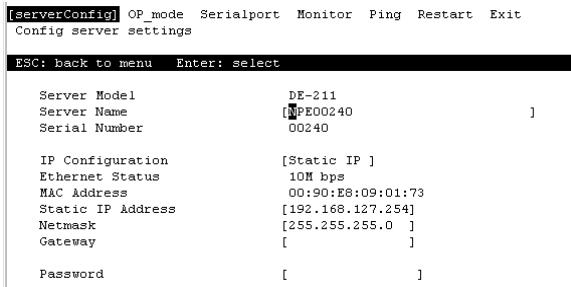 [serverConfig] OP_mode Serialport Monitor Ping Restart Exit
Config server settings
ESC: back to menu Enter: select
Server Model DE-211
Server Name [NPE00240 ]
Serial Number 00240
IP Configuration [Static IP ]
Ethernet Status 10M bps
MAC Address 00:90:E8:09:01:73
Static IP Address [192.168.127.254]
Netmask [255.255.255.0 ]
Gateway [ ]
Password [ ]